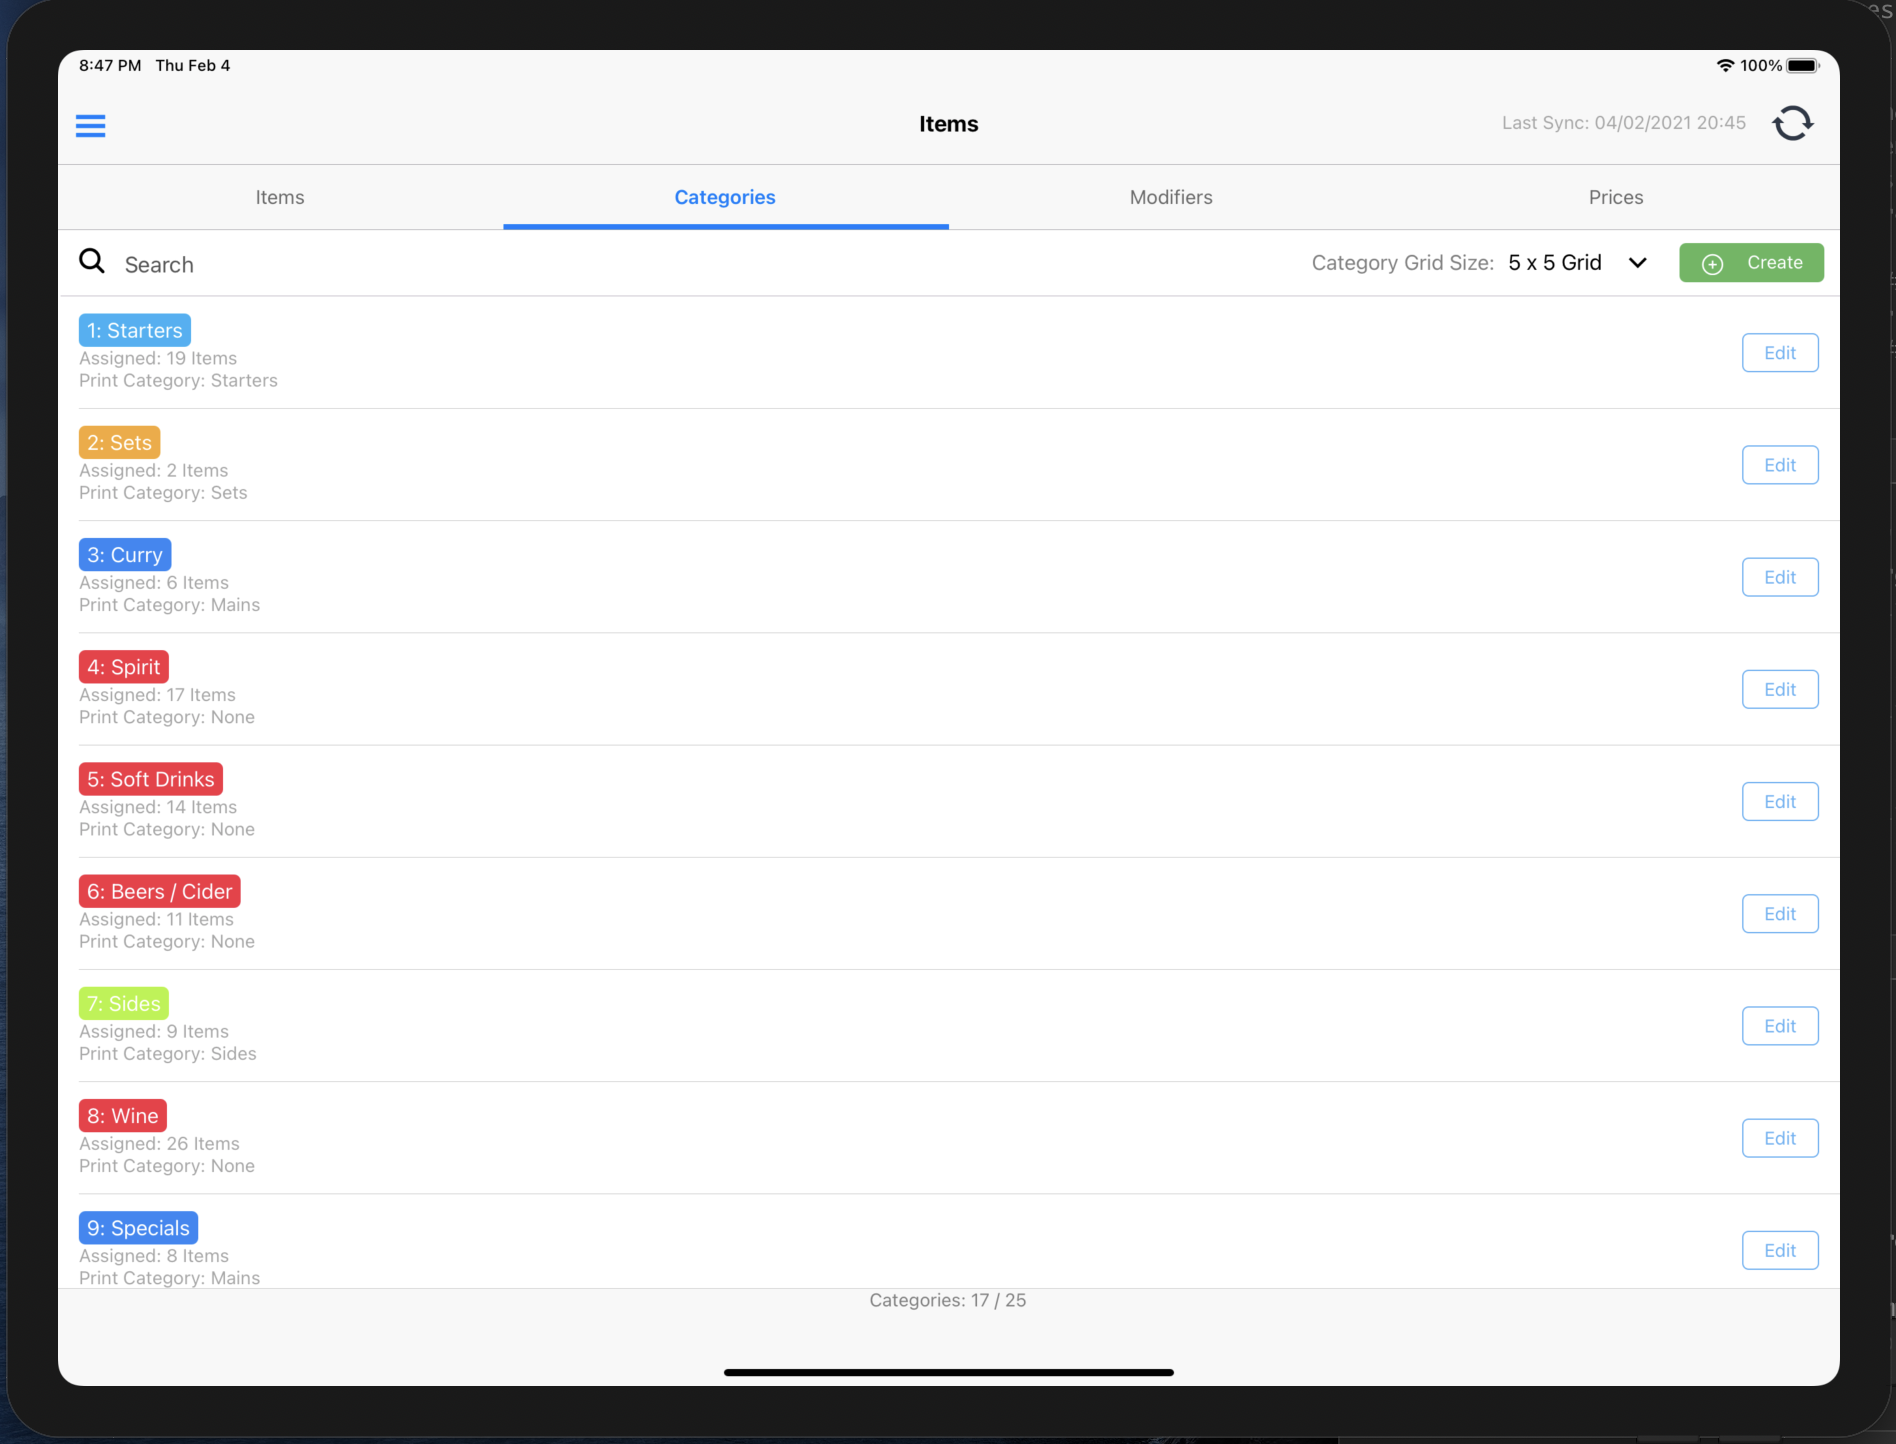 8:47 PM Thu Feb 4
100%
Items
Last Sync: 04/02/2021 20:45
Items Categories Modifiers Prices
Search
Category Grid Size: 5 x 5 Grid
Create
1: Starters
Assigned: 19 Items
Print Category: Starters
Edit
2: Sets
Assigned: 2 Items
Print Category: Sets
Edit
3: Curry
Assigned: 6 Items
Print Category: Mains
Edit
4: Spirit
Assigned: 17 Items
Print Category: None
Edit
5: Soft Drinks
Assigned: 14 Items
Print Category: None
Edit
6: Beers / Cider
Assigned: 11 Items
Print Category: None
Edit
7: Sides
Assigned: 9 Items
Print Category: Sides
Edit
8: Wine
Assigned: 26 Items
Print Category: None
Edit
9: Specials
Assigned: 8 Items
Print Category: Mains
Edit
Categories: 17 / 25